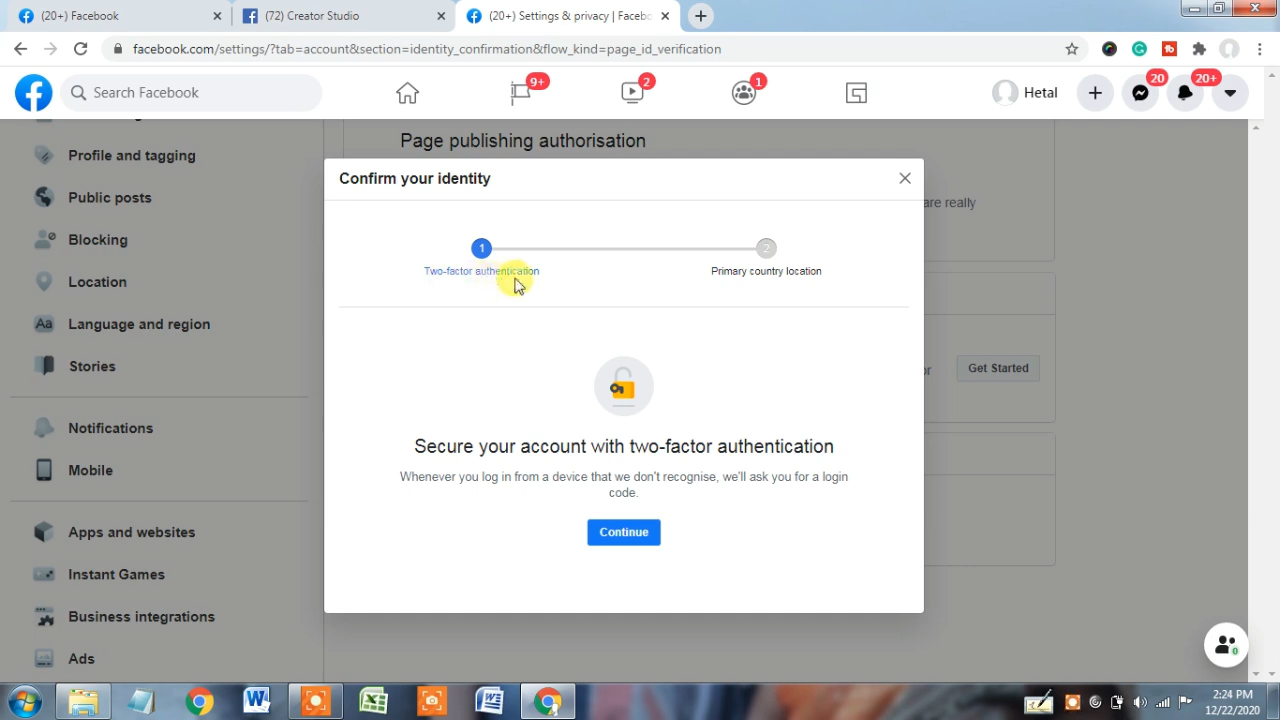 (20+) Facebook
(72) Creator Studio
(20+) Settings & privacy | Facebo
facebook.com/settings/?tab=account&section=identity_confirmation&flow_kind=page_id_verification
Search Facebook
9+
2
1
Hetal
20
20+
Page publishing authorisation
Profile and tagging
Public posts
Blocking
Location
Aa Language and region
Stories
Notifications
Mobile
Apps and websites
Instant Games
Business integrations
Ads
Confirm your identity
are really
1
2
Two-factor authentication
Primary country location
or
Get Started
Secure your account with two-factor authentication
Whenever you log in from a device that we don't recognise, we'll ask you for a login
code.
Continue
0
2:24 PM
12/22/2020